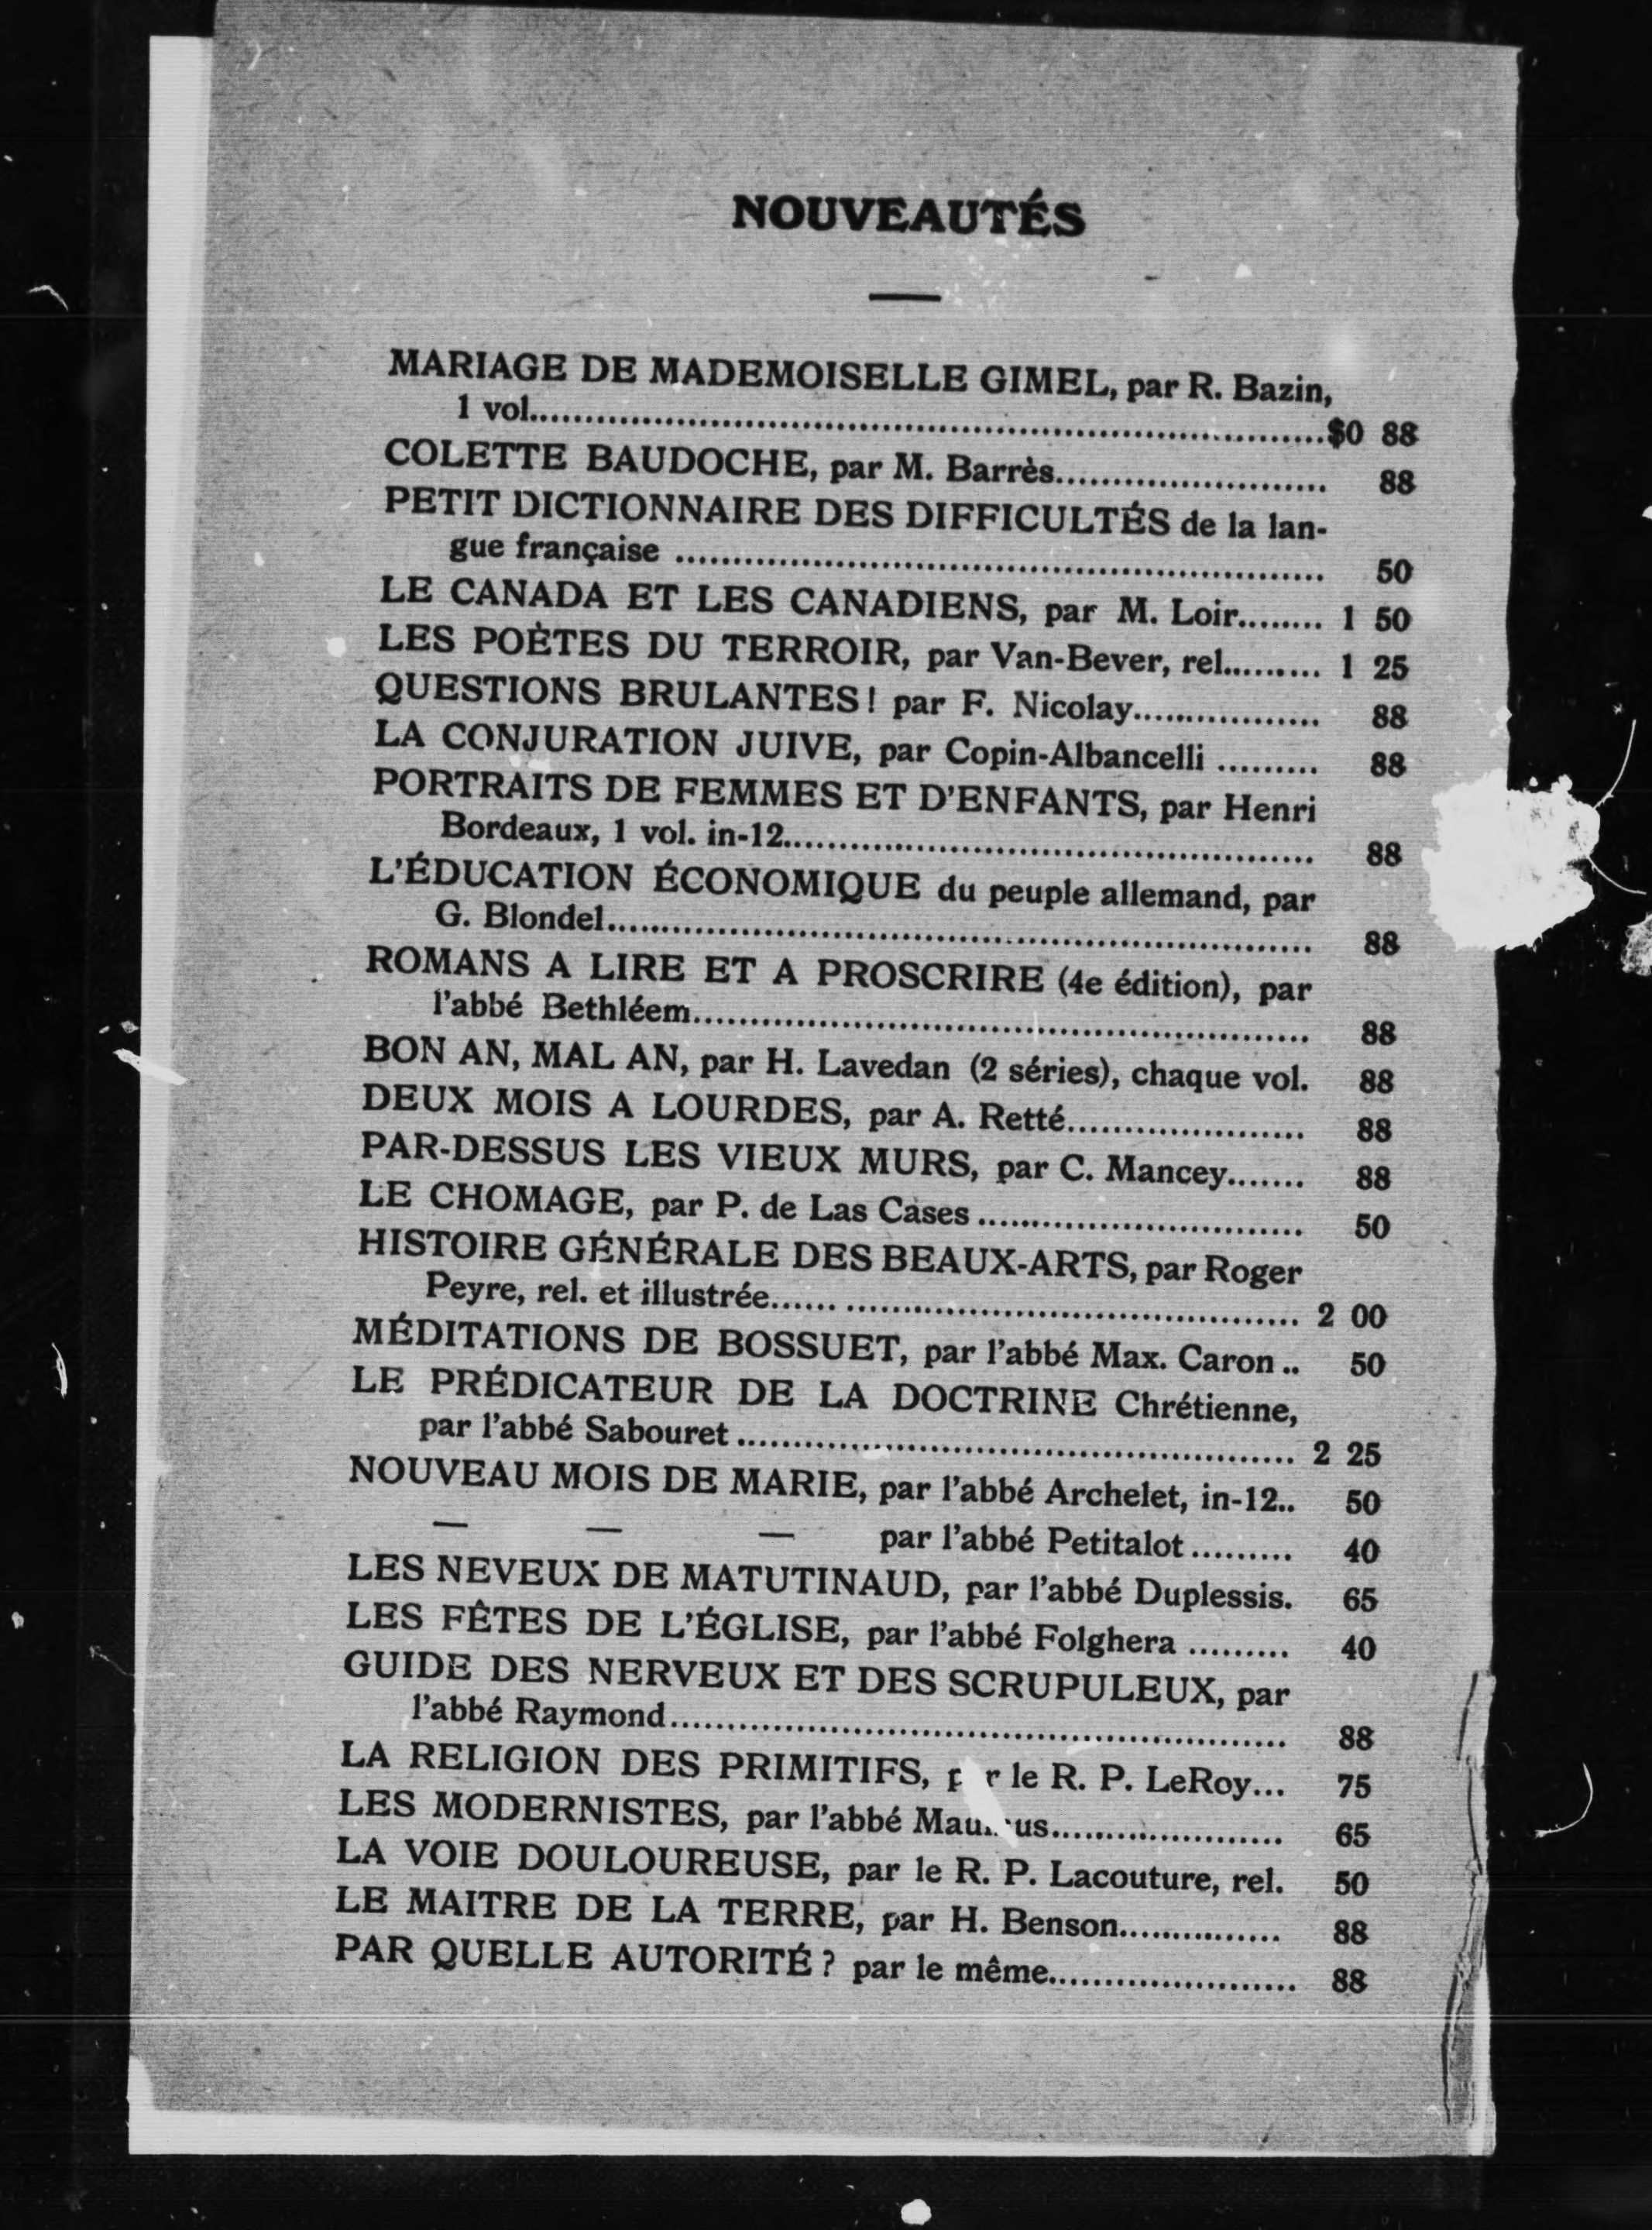 NOUVEAUTÉS
MARIAGE DE MADEMOISELLE GIMEL, par R. Bazin,
1 vol..........$0 88
COLETTE BAUDOCHE, par M. Barrès.......... 88
PETIT DICTIONNAIRE DES DIFFICULTÉS de la lan-
gue française .......... 50
LE CANADA ET LES CANADIENS, par M. Loir........ 1 50
LES POÈTES DU TERROIR, par Van-Bever, rel......... 1 25
QUESTIONS BRULANTES! par F. Nicolay.......... 88
LA CONJURATION JUIVE, par Copin-Albancelli ......... 88
PORTRAITS DE FEMMES ET D'ENFANTS, par Henri
Bordeaux, 1 vol. in-12.......... 88
L'ÉDUCATION ÉCONOMIQUE du peuple allemand, par
G. Blondel.......... 88
ROMANS A LIRE ET A PROSCRIRE (4e édition), par
l'abbé Bethléem.......... 88
BON AN, MAL AN, par H. Lavedan (2 séries), chaque vol. 88
DEUX MOIS A LOURDES, par A. Retté.......... 88
PAR-DESSUS LES VIEUX MURS, par C. Mancey....... 88
LE CHOMAGE, par P. de Las Cases .......... 50
HISTOIRE GÉNÉRALE DES BEAUX-ARTS, par Roger
Peyre, rel. et illustrée.......... 2 00
MÉDITATIONS DE BOSSUET, par l'abbé Max. Caron .. 50
LE PRÉDICATEUR DE LA DOCTRINE Chrétienne,
par l'abbé Sabouret .......... 2 25
NOUVEAU MOIS DE MARIE, par l'abbé Archelet, in-12.. 50
— — — par l'abbé Petitalot ......... 40
LES NEVEUX DE MATUTINAUD, par l'abbé Duplessis. 65
LES FÊTES DE L'ÉGLISE, par l'abbé Folghera ......... 40
GUIDE DES NERVEUX ET DES SCRUPULEUX, par
l'abbé Raymond.......... 88
LA RELIGION DES PRIMITIFS, par le R. P. LeRoy... 75
LES MODERNISTES, par l'abbé .......... 65
LA VOIE DOULOUREUSE, par le R. P. Lacouture, rel. 50
LE MAITRE DE LA TERRE, par H. Benson.......... 88
PAR QUELLE AUTORITÉ? par le même.......... 88